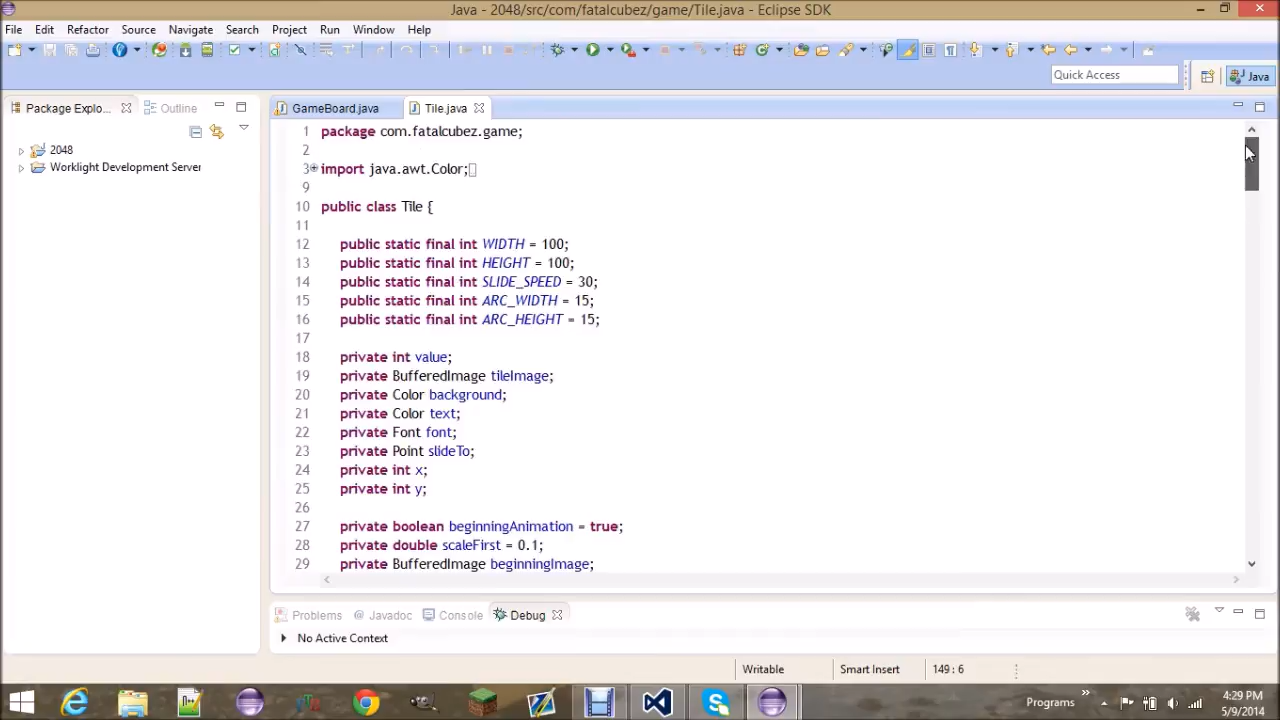 Java - 2048/src/com/fatalcubez/game/Tile.java - Eclipse SDK
File Edit Refactor Source Navigate Search Project Run Window Help
Quick Access
Java
Package Explo...
Outline
GameBoard.java
Tile.java
2048
Worklight Development Server
1 package com.fatalcubez.game;
2
3 import java.awt.Color;
9
10 public class Tile {
11
12 public static final int WIDTH = 100;
13 public static final int HEIGHT = 100;
14 public static final int SLIDE_SPEED = 30;
15 public static final int ARC_WIDTH = 15;
16 public static final int ARC_HEIGHT = 15;
17
18 private int value;
19 private BufferedImage tileImage;
20 private Color background;
21 private Color text;
22 private Font font;
23 private Point slideTo;
24 private int x;
25 private int y;
26
27 private boolean beginningAnimation = true;
28 private double scaleFirst = 0.1;
29 private BufferedImage beginningImage;
Problems
@ Javadoc
Console
Debug
No Active Context
Writable
Smart Insert
149 : 6
Programs
4:29 PM
5/9/2014